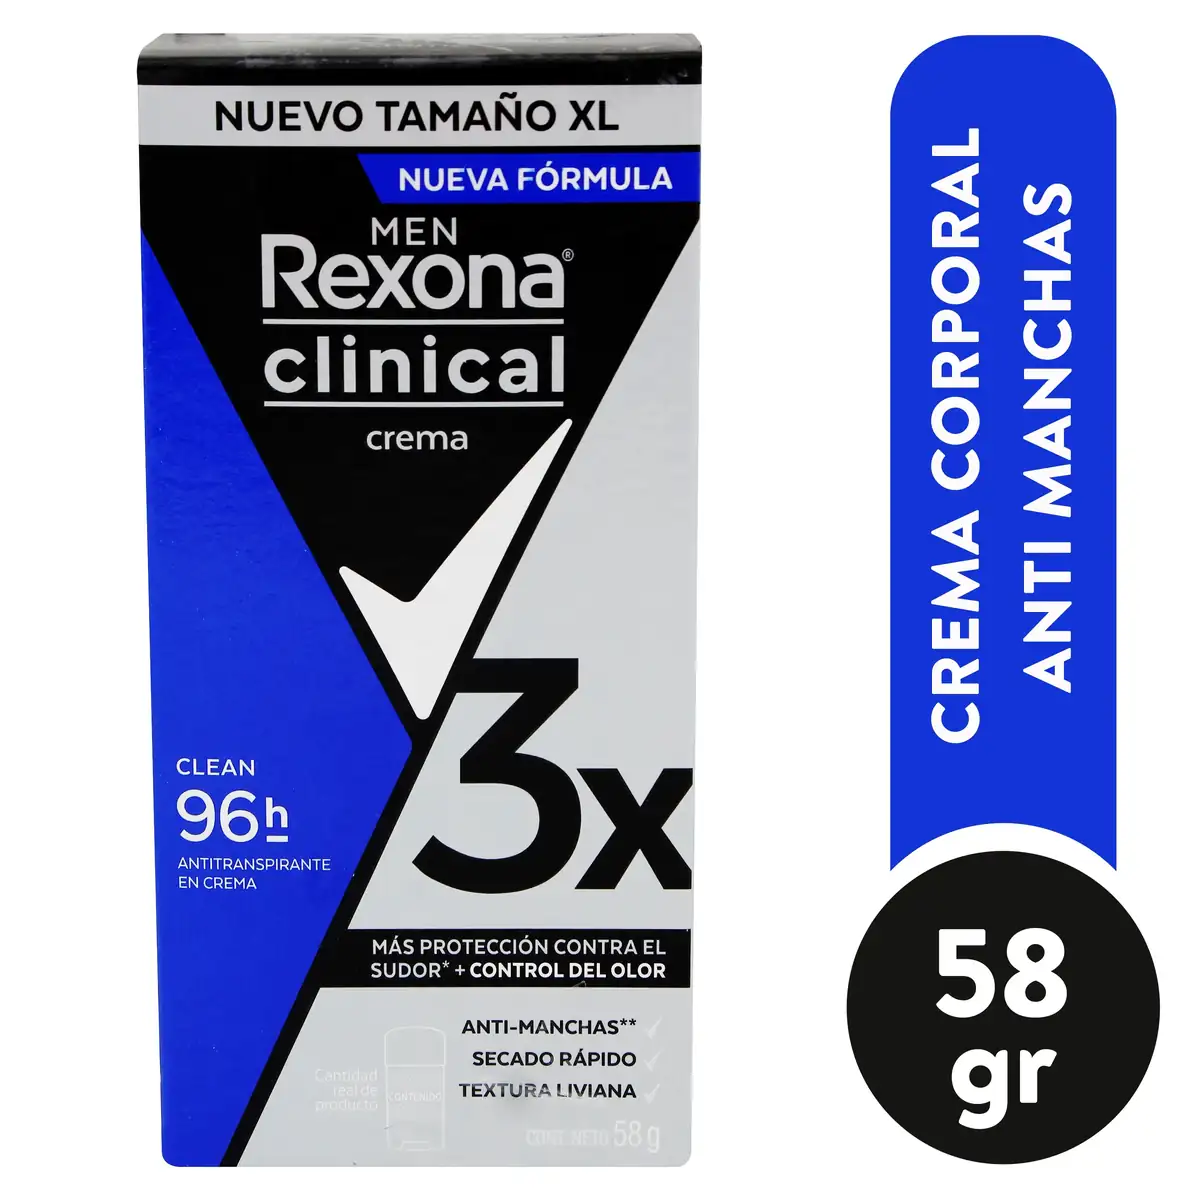 NUEVO TAMAÑO XL
NUEVA FÓRMULA
MEN
Rexona®
clinical
crema
3x
CLEAN
96h
ANTITRANSPIRANTE
EN CREMA
MÁS PROTECCIÓN CONTRA EL
SUDOR* + CONTROL DEL OLOR
ANTI-MANCHAS**
SECADO RÁPIDO
TEXTURA LIVIANA
Cantidad
real de
producto
CONTENIDO
CONT. NETO 58 g
CREMA CORPORAL
ANTI MANCHAS
58
gr